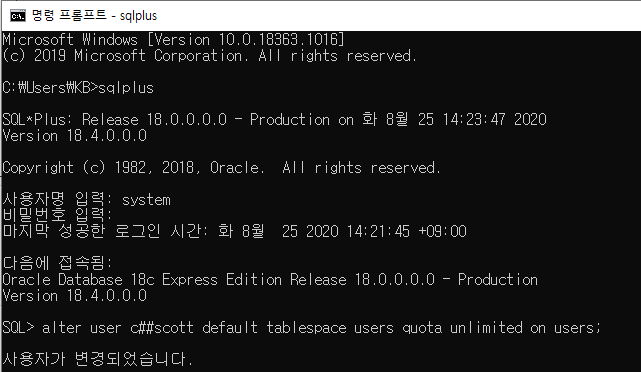 명령 프롬프트 - sqlplus
Microsoft Windows [Version 10.0.18363.1016]
(c) 2019 Microsoft Corporation. All rights reserved.
C:\Users\KB>sqlplus
SQL*Plus: Release 18.0.0.0.0 - Production on 화 8월 25 14:23:47 2020
Version 18.4.0.0.0
Copyright (c) 1982, 2018, Oracle.  All rights reserved.
사용자명 입력: system
비밀번호 입력:
마지막 성공한 로그인 시간: 화 8월  25 2020 14:21:45 +09:00
다음에 접속됨:
Oracle Database 18c Express Edition Release 18.0.0.0.0 - Production
Version 18.4.0.0.0
SQL> alter user c##scott default tablespace users quota unlimited on users;
사용자가 변경되었습니다.